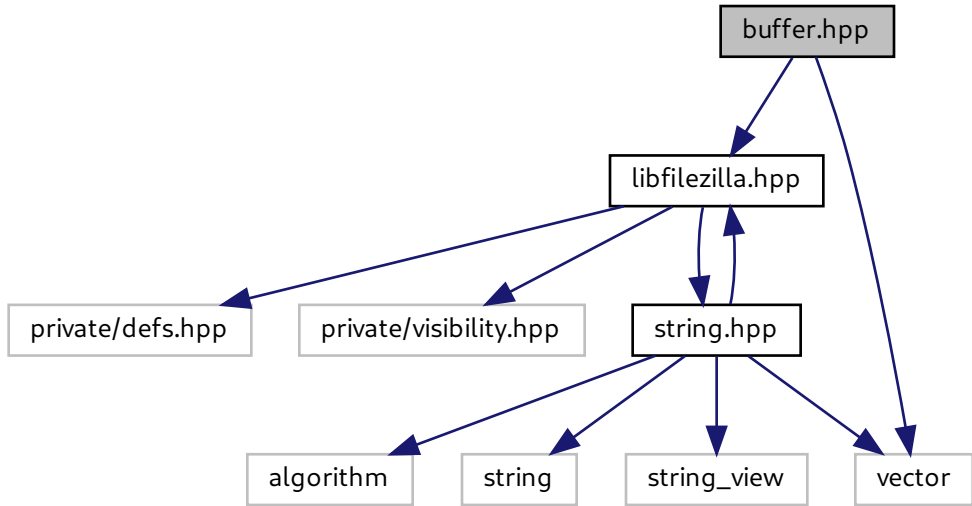 buffer.hpp
libfilezilla.hpp
private/defs.hpp
private/visibility.hpp
string.hpp
algorithm
string
string_view
vector